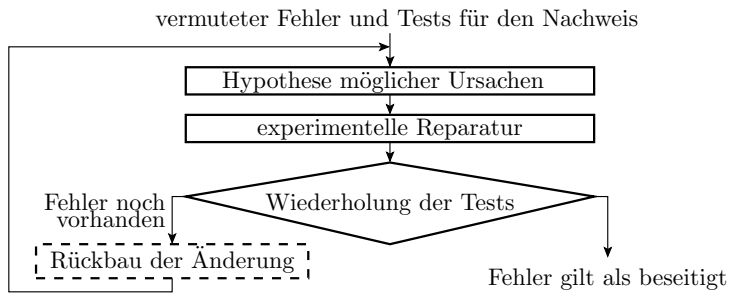 vermuteter Fehler und Tests für den Nachweis
Hypothese möglicher Ursachen
experimentelle Reparatur
Wiederholung der Tests
Fehler noch
vorhanden
Rückbau der Änderung
Fehler gilt als beseitigt